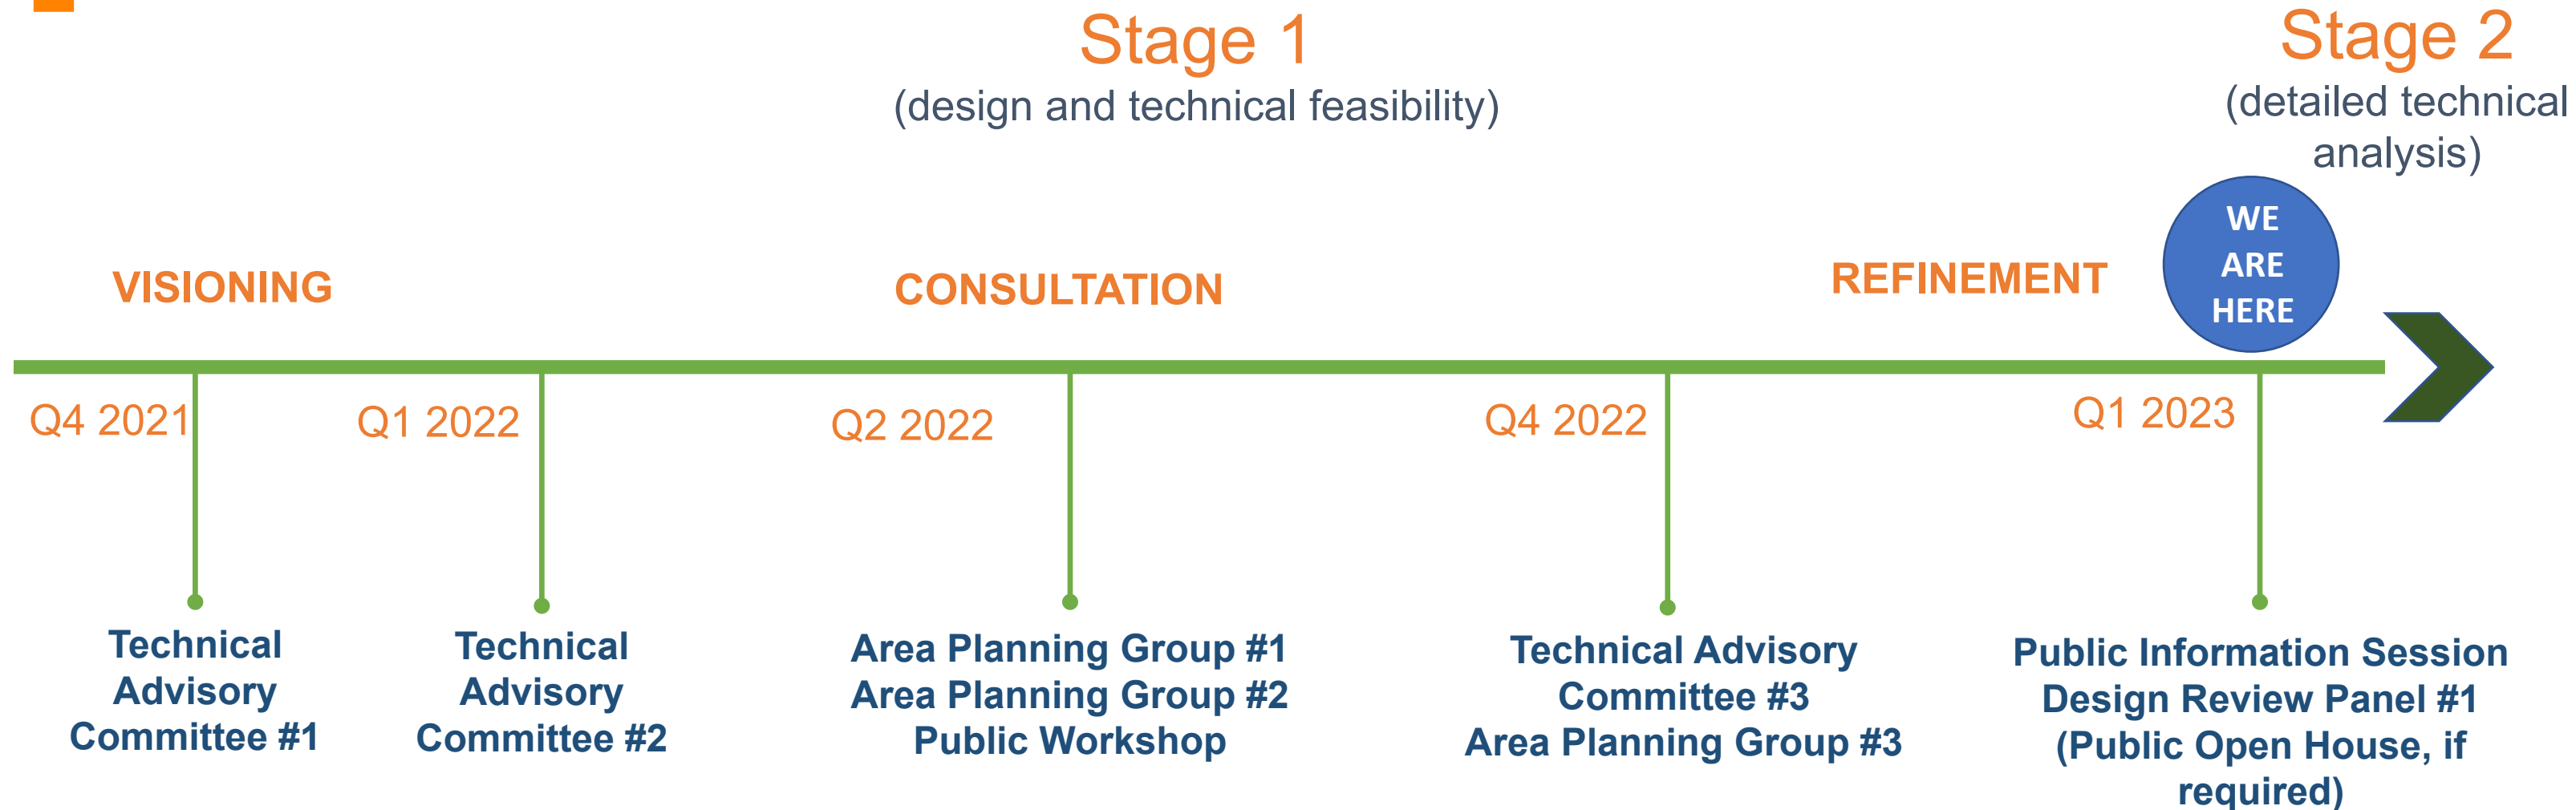 Stage 1
(design and technical feasibility)
Stage 2
(detailed technical
analysis)
WE
ARE
HERE
VISIONING
CONSULTATION
REFINEMENT
Q4 2021
Q1 2022
Q2 2022
Q4 2022
Q1 2023
Technical
Advisory
Committee #1
Technical
Advisory
Committee #2
Area Planning Group #1
Area Planning Group #2
Public Workshop
Technical Advisory
Committee #3
Area Planning Group #3
Public Information Session
Design Review Panel #1
(Public Open House, if
required)